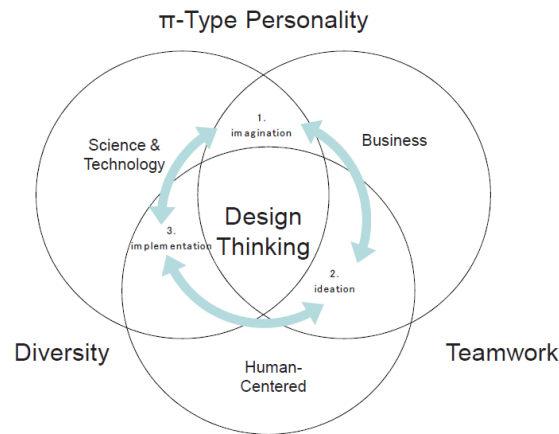 π-Type Personality
1.
imagination
Science &
Technology
Business
Design
Thinking
3.
implementation
2.
ideation
Diversity
Teamwork
Human-
Centered